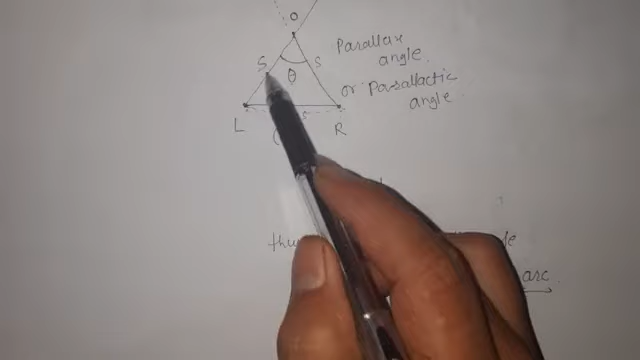 O
S S
θ
L R
Parallax
angle.
or Parallactic
angle.
arc.